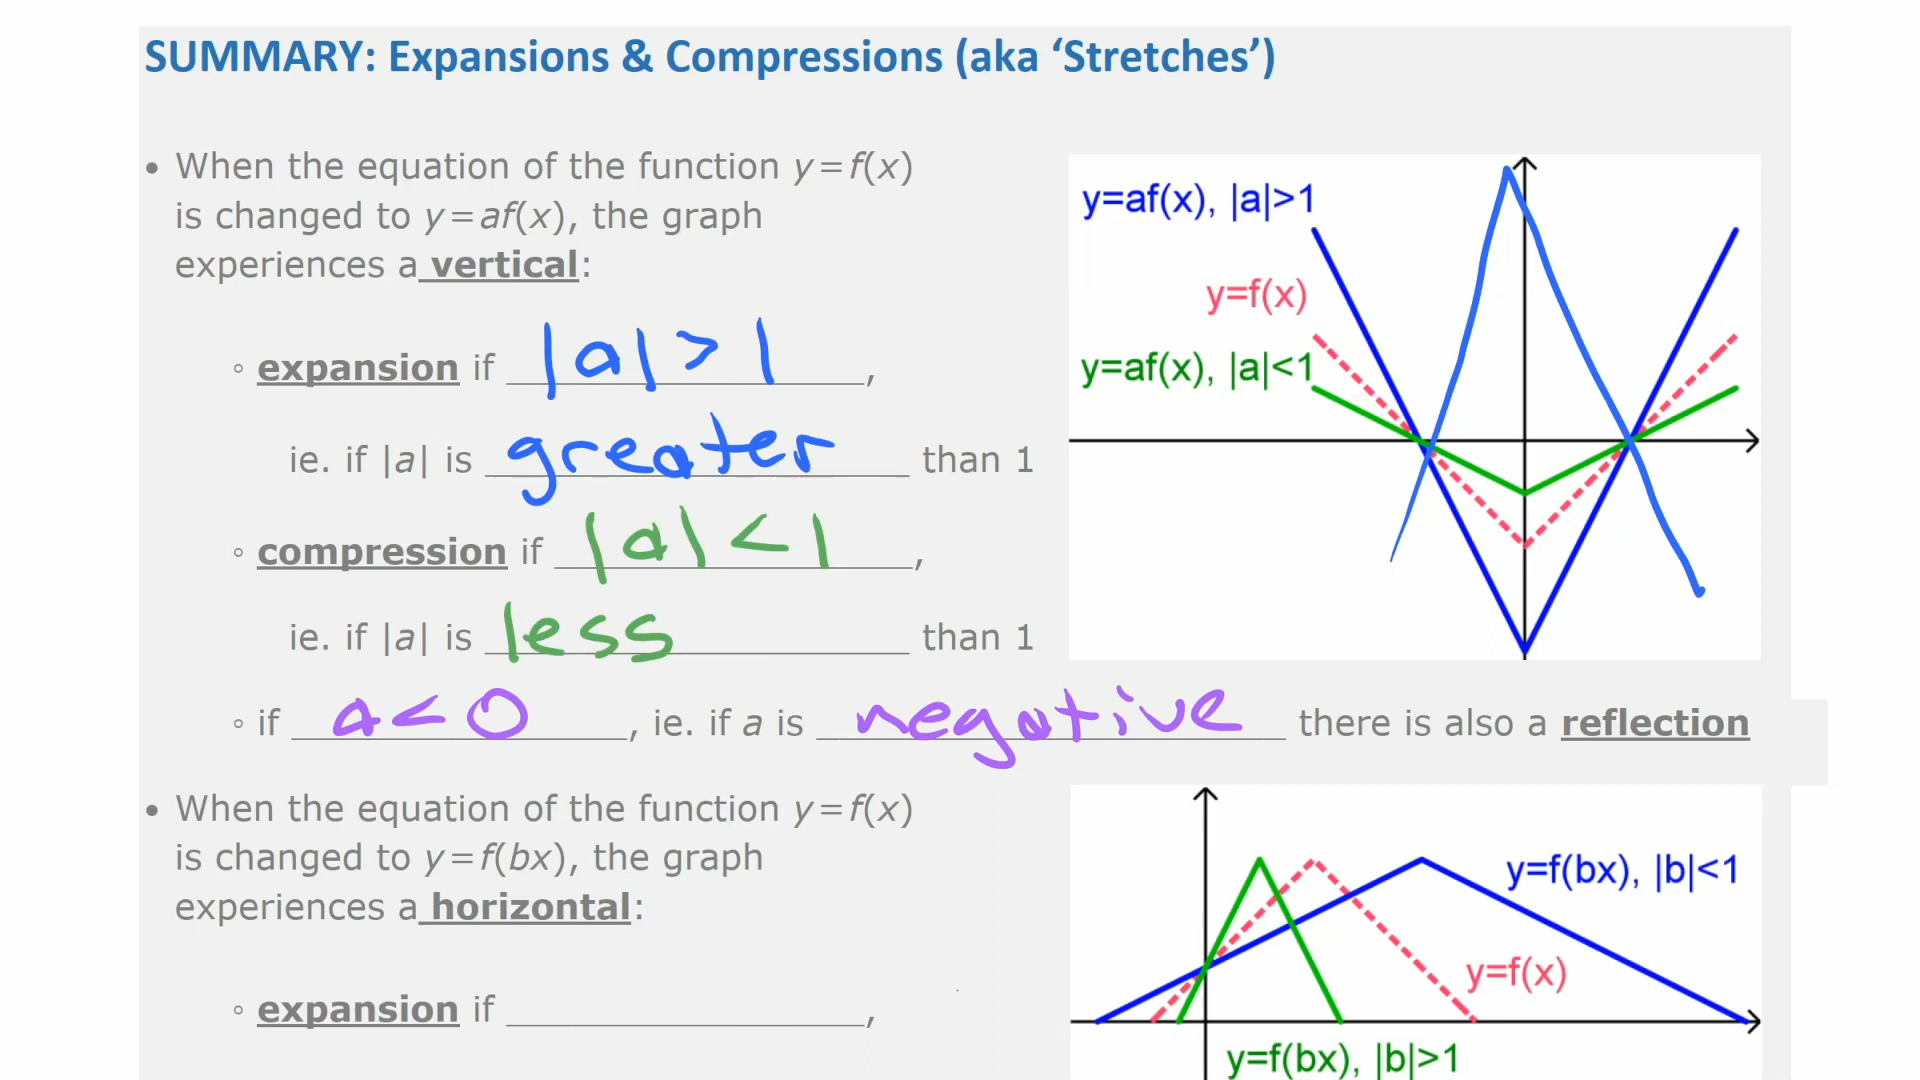 SUMMARY: Expansions & Compressions (aka ‘Stretches’)
• When the equation of the function y=f(x)
is changed to y=af(x), the graph
experiences a vertical:
◦ expansion if |a| > 1,
ie. if |a| is greater than 1
◦ compression if |a| < 1,
ie. if |a| is less than 1
◦ if a < 0, ie. if a is negative there is also a reflection
y=af(x), |a|>1
y=f(x)
y=af(x), |a|<1
• When the equation of the function y=f(x)
is changed to y=f(bx), the graph
experiences a horizontal:
◦ expansion if ____________,
y=f(bx), |b|<1
y=f(x)
y=f(bx), |b|>1